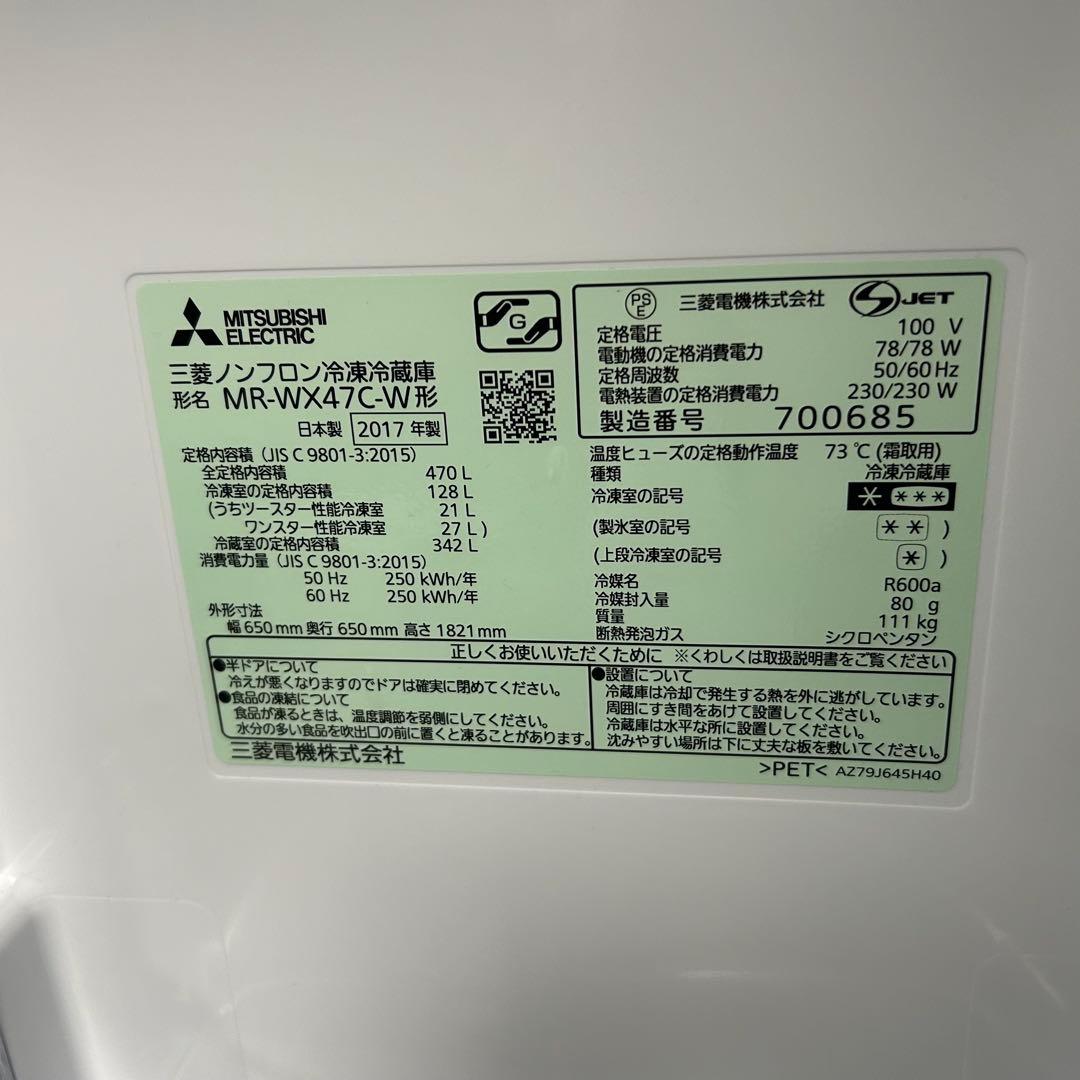 MITSUBISHI
ELECTRIC
G
三菱ノンフロン冷凍冷蔵庫
形名 MR-WX47C-W形
日本製 2017 年製
定格内容積 (JIS C 9801-3:2015)
全定格内容積 470 L
冷凍室の定格内容積 128 L
(うちツースター性能冷凍室 21 L
ワンスター性能冷凍室 27 L )
冷蔵室の定格内容積 342 L
消費電力量 (JIS C 9801-3:2015)
50 Hz 250 kWh/年
60 Hz 250 kWh/年
外形寸法
幅 650 mm 奥行 650 mm 高さ 1821 mm
PS
E
三菱電機株式会社
S JET
定格電圧 100 V
電動機の定格消費電力 78/78 W
定格周波数 50/60 Hz
電熱装置の定格消費電力 230/230 W
製造番号 700685
温度ヒューズの定格動作温度 73 ℃ (霜取用)
種類 冷凍冷蔵庫
冷凍室の記号 * ***
(製氷室の記号 ** )
(上段冷凍室の記号 * )
冷媒名 R600a
冷媒封入量 80 g
質量 111 kg
断熱発泡ガス シクロペンタン
正しくお使いいただくために ※くわしくは取扱説明書をご覧ください
●半ドアについて
冷えが悪くなりますのでドアは確実に閉めてください。
●食品の凍結について
食品が凍るときは、温度調節を弱側にしてください。
水分の多い食品を吹出口の前に置くと凍ることがあります。
●設置について
冷蔵庫は冷却で発生する熱を外に逃がしています。
周囲にすき間をあけて設置してください。
冷蔵庫は水平な所に設置してください。
沈みやすい場所は下に丈夫な板を敷いてください。
三菱電機株式会社
>PET< AZ79J645H40